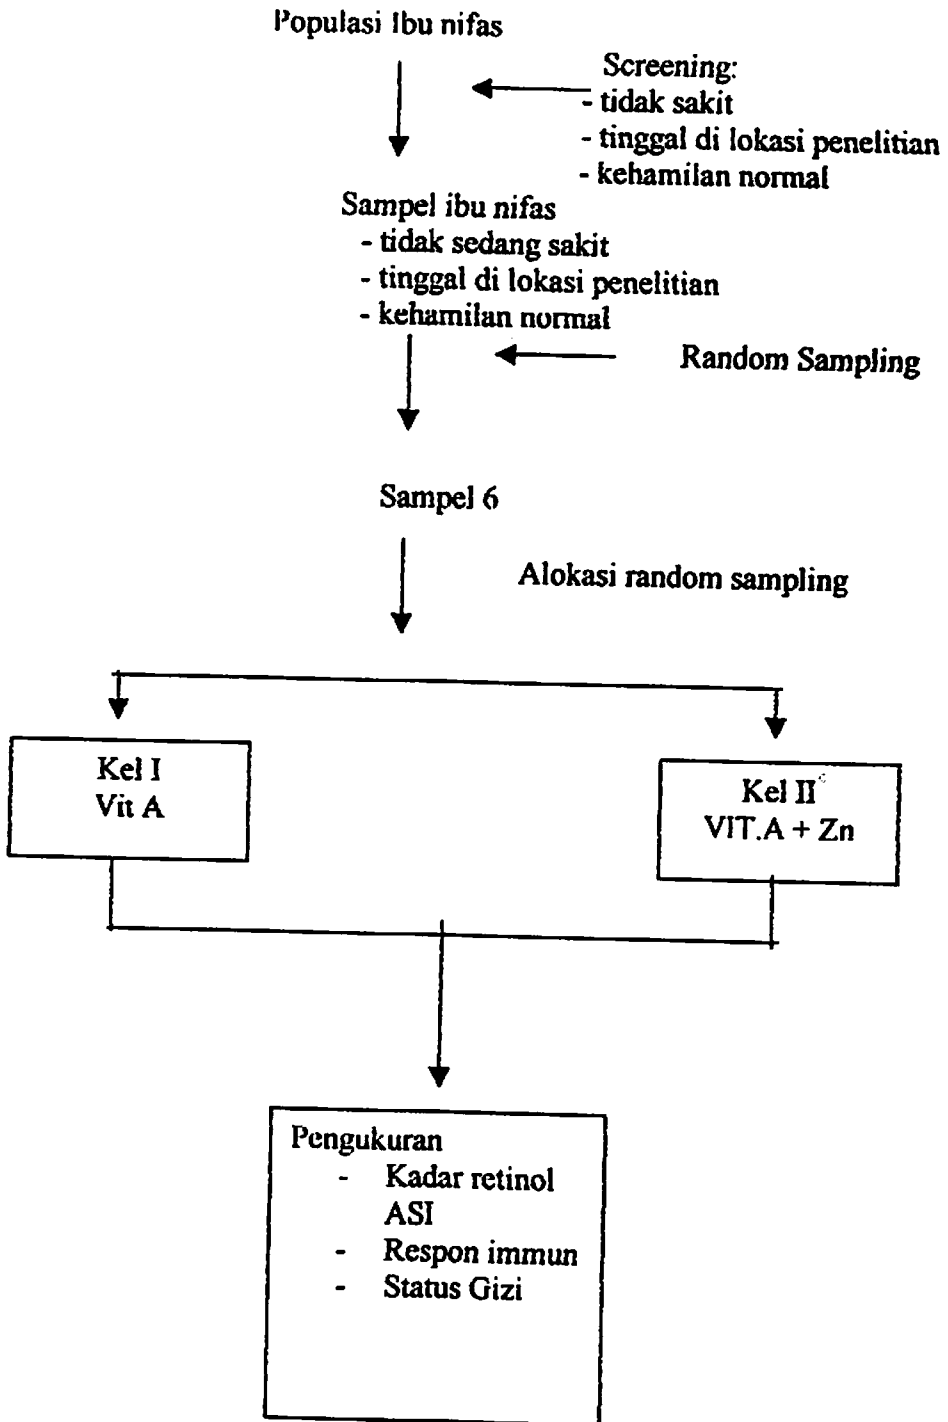 Populasi Ibu nifas
Screening:
- tidak sakit
- tinggal di lokasi penelitian
- kehamilan normal
Sampel ibu nifas
- tidak sedang sakit
- tinggal di lokasi penelitian
- kehamilan normal
Random Sampling
Sampel 6
Alokasi random sampling
Kel I
Vit A
Kel II
VIT.A + Zn
Pengukuran
- Kadar retinol
ASI
- Respon immun
- Status Gizi